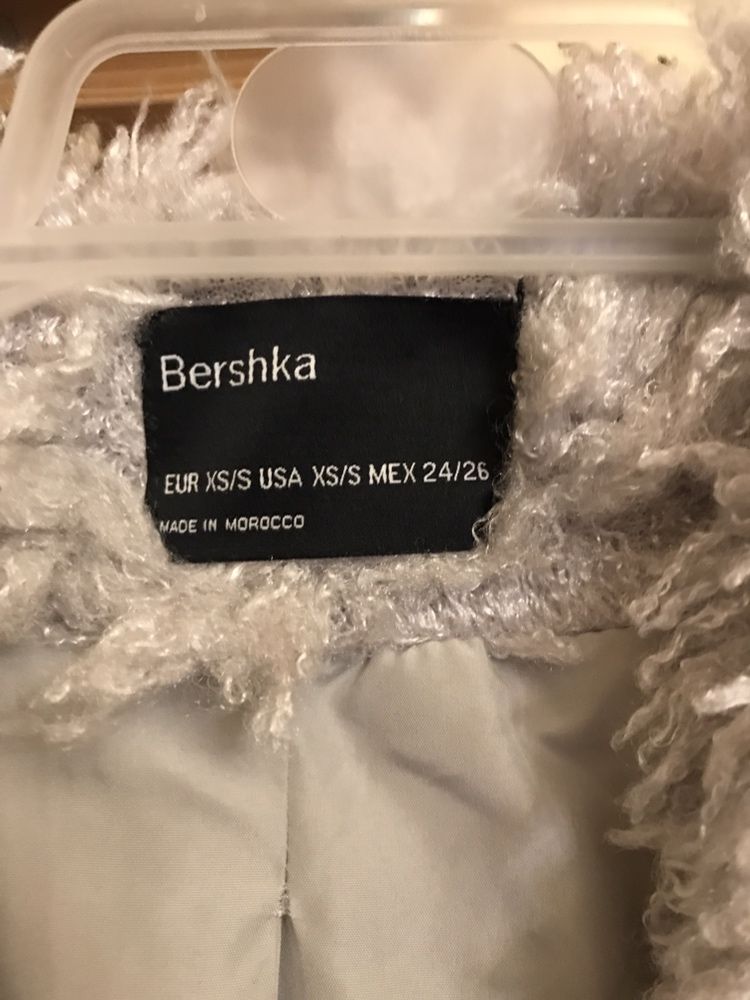 Bershka
EUR XS/S USA XS/S MEX 24/26
MADE IN MOROCCO